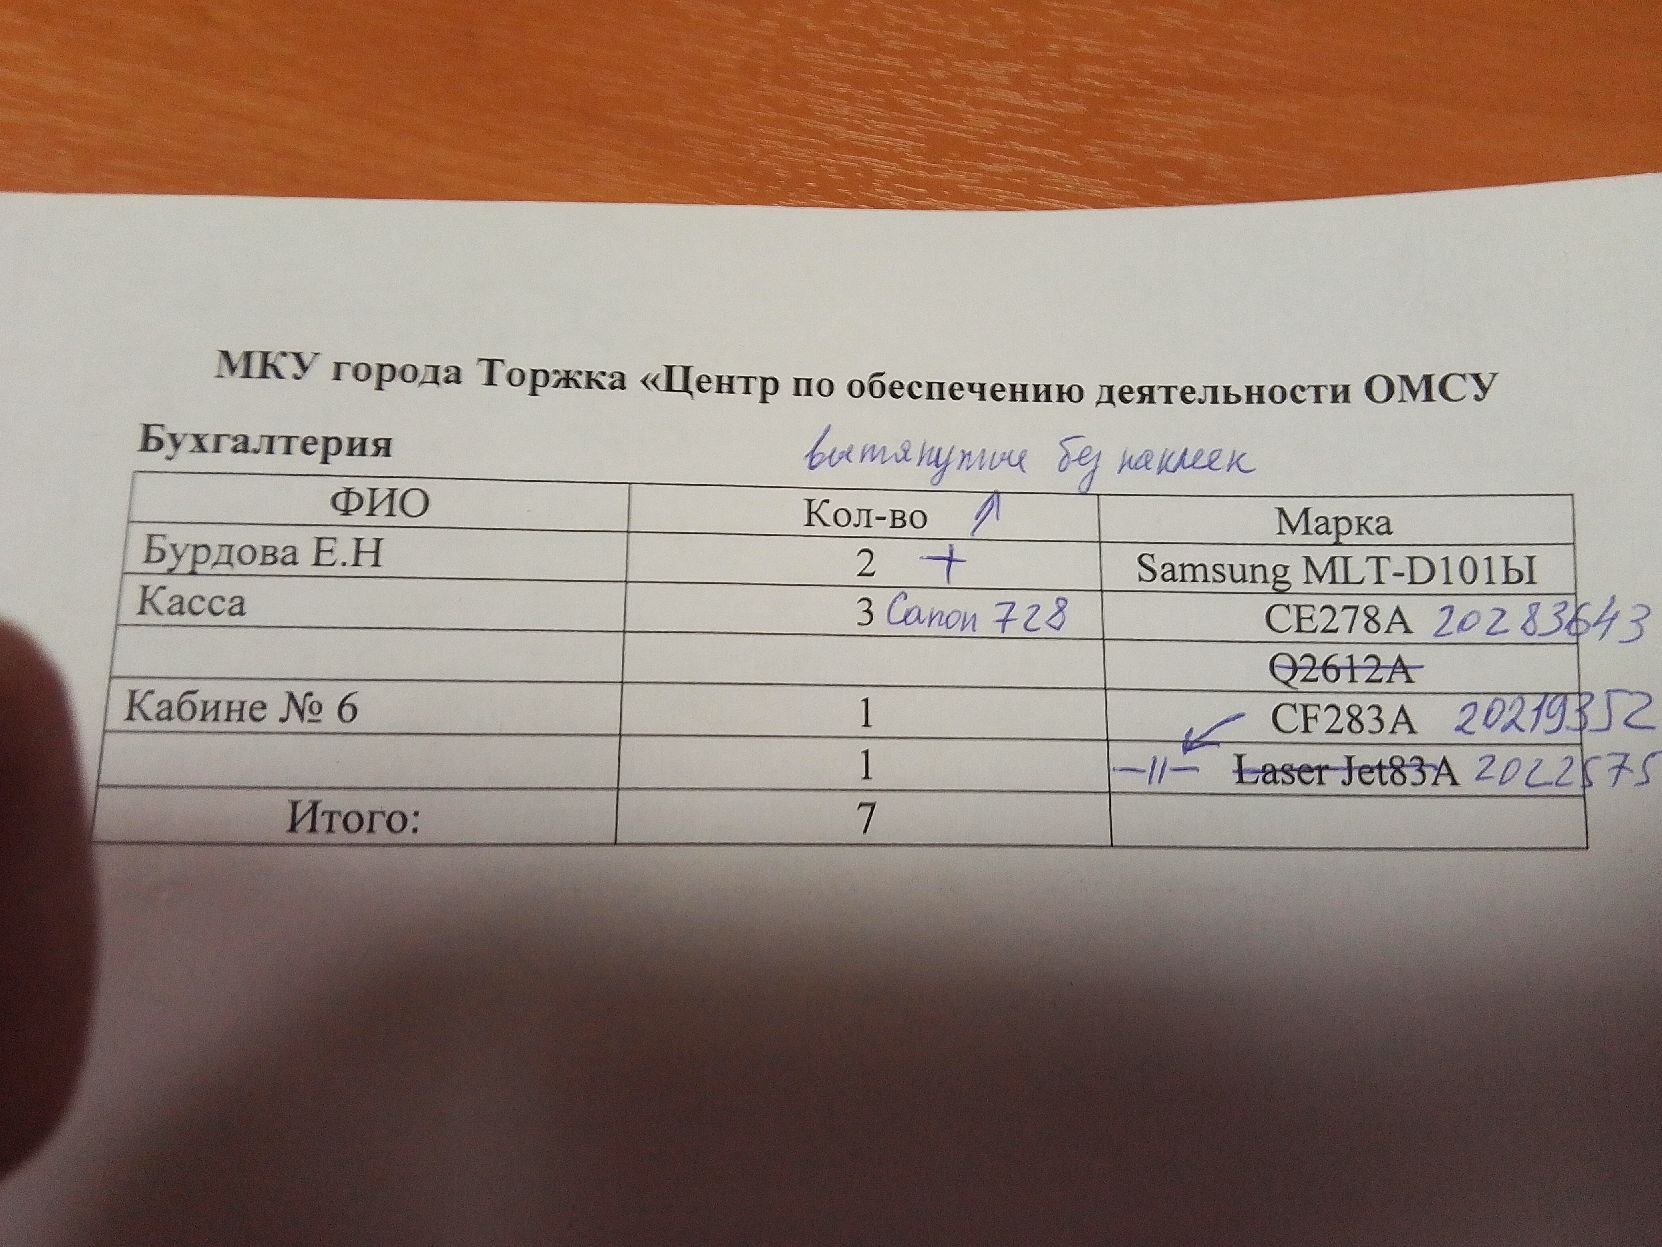 МКУ города Торжка «Центр по обеспечению деятельности ОМСУ
Бухгалтерия вытянутые без наклеек
ФИО Кол-во Марка
Бурдова Е.Н 2 + Samsung MLT-D101Ы
Касса 3 Canon 728 CE278A 20283643
Q2612A
Кабине № 6 1 CF283A 20219352
1 —〃— Laser Jet83A 2022575
Итого: 7